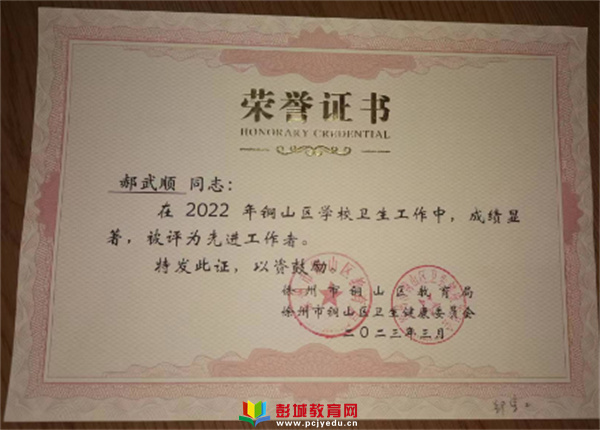 荣誉证书
HONORARY CREDENTIAL
郝武顺 同志:
在 2022 年铜山区学校卫生工作中,成绩显
著,被评为先进工作者。
特发此证,以资鼓励。
徐州市铜山区教育局
徐州市铜山区卫生健康委员会
二〇二三年三月
彭城教育网
www.pcjyedu.cn